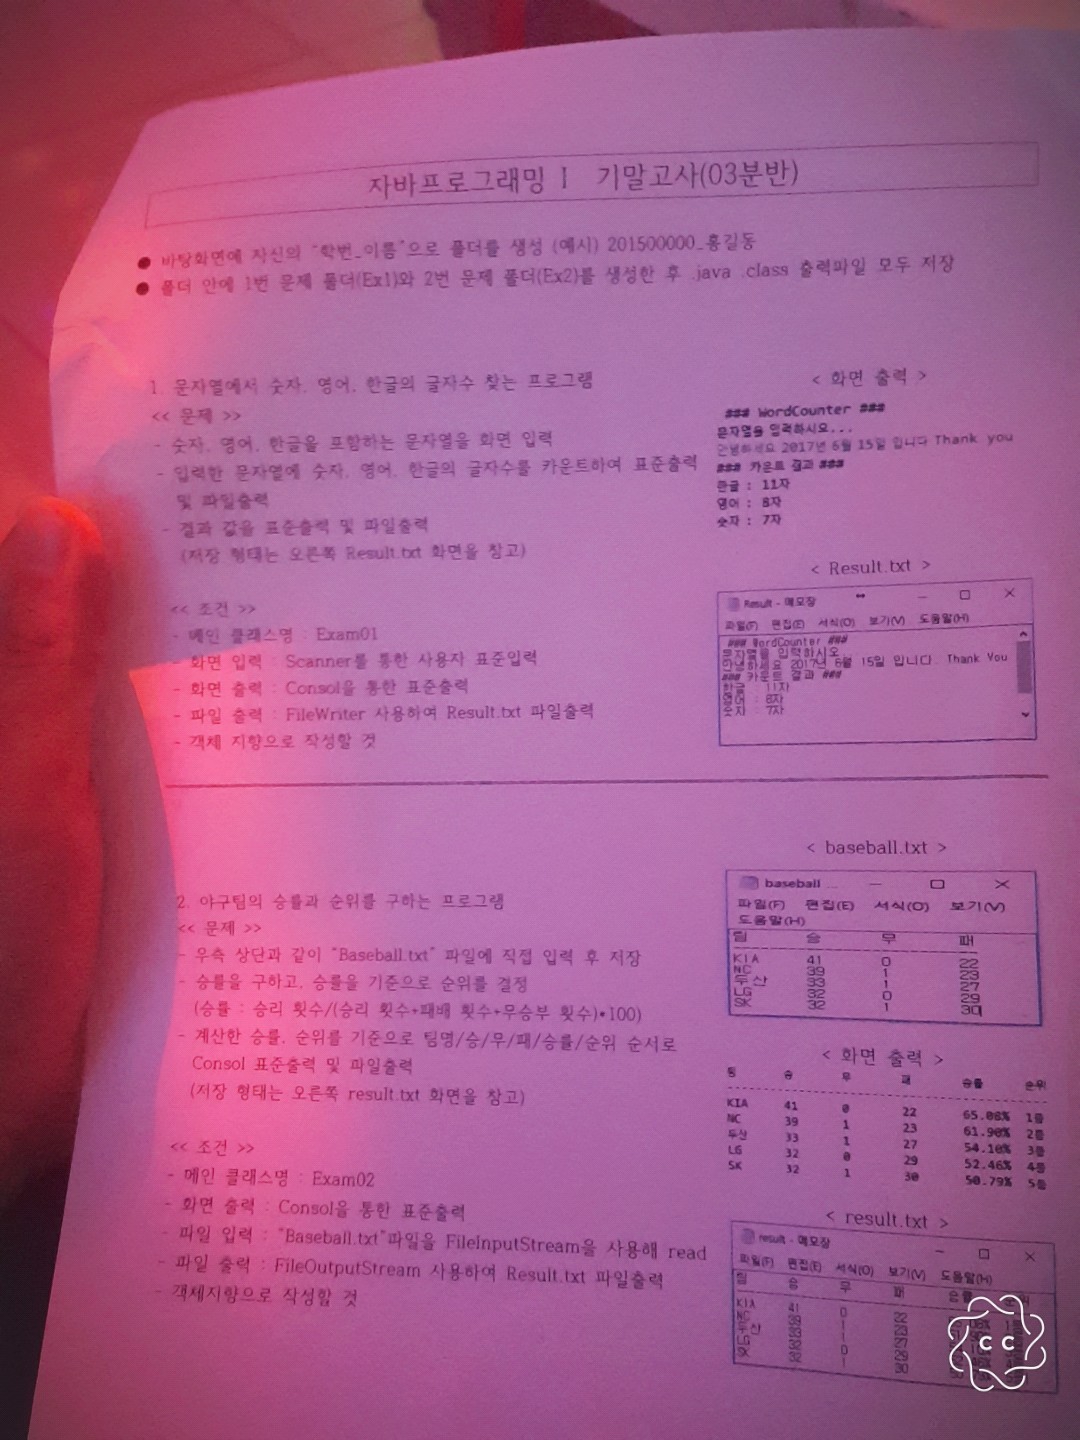 자바프로그래밍 I 기말고사(03분반)
● 바탕화면에 자신의 "학번_이름"으로 폴더를 생성 (예시) 201500000_홍길동
● 폴더 안에 1번 문제 폴더(Ex1)와 2번 문제 폴더(Ex2)를 생성한 후 .java .class 출력파일 모두 저장
1. 문자열에서 숫자, 영어, 한글의 글자수 찾는 프로그램
<< 문제 >>
- 숫자, 영어, 한글을 포함하는 문자열을 화면 입력
- 입력한 문자열에 숫자, 영어, 한글의 글자수를 카운트하여 표준출력
및 파일출력
- 결과 값을 표준출력 및 파일출력
(저장 형태는 오른쪽 Result.txt 화면을 참고)
<< 조건 >>
- 메인 클래스명 : Exam01
- 화면 입력 : Scanner를 통한 사용자 표준입력
- 화면 출력 : Consol을 통한 표준출력
- 파일 출력 : FileWriter 사용하여 Result.txt 파일출력
- 객체 지향으로 작성할 것
< 화면 출력 >
### WordCounter ###
문자열을 입력하시오...
안녕하세요 2017년 6월 15일 입니다 Thank you
### 카운트 결과 ###
한글 : 11자
영어 : 8자
숫자 : 7자
< Result.txt >
Result - 메모장
파일(F) 편집(E) 서식(O) 보기(V) 도움말(H)
### WordCounter ###
문자열을 입력하시오
안녕하세요 2017년 6월 15일 입니다. Thank You
### 카운트 결과 ###
한글 : 11자
영어 : 8자
숫자 : 7자
2. 야구팀의 승률과 순위를 구하는 프로그램
<< 문제 >>
- 우측 상단과 같이 "Baseball.txt" 파일에 직접 입력 후 저장
- 승률을 구하고, 승률을 기준으로 순위를 결정
(승률 : 승리 횟수/(승리 횟수+패배 횟수+무승부 횟수)*100)
- 계산한 승률, 순위를 기준으로 팀명/승/무/패/승률/순위 순서로
Consol 표준출력 및 파일출력
(저장 형태는 오른쪽 result.txt 화면을 참고)
<< 조건 >>
- 메인 클래스명 : Exam02
- 화면 출력 : Consol을 통한 표준출력
- 파일 입력 : "Baseball.txt"파일을 FileInputStream을 사용해 read
- 파일 출력 : FileOutputStream 사용하여 Result.txt 파일출력
- 객체지향으로 작성할 것
< baseball.txt >
baseball ...
파일(F) 편집(E) 서식(O) 보기(V)
도움말(H)
팀 승 무 패
KIA 41 0 22
NC 39 1 23
두산 33 1 27
LG 32 0 29
SK 32 1 30
< 화면 출력 >
팀 승 무 패 승률 순위
KIA 41 0 22 65.08% 1등
NC 39 1 23 61.90% 2등
두산 33 1 27 54.10% 3등
LG 32 0 29 52.46% 4등
SK 32 1 30 50.79% 5등
< result.txt >
result - 메모장
파일(F) 편집(E) 서식(O) 보기(V) 도움말(H)
팀 승 무 패
KIA 41 0 22
NC 39 1 23
두산 33 1 27
LG 32 0 29
SK 32 1 30
cc